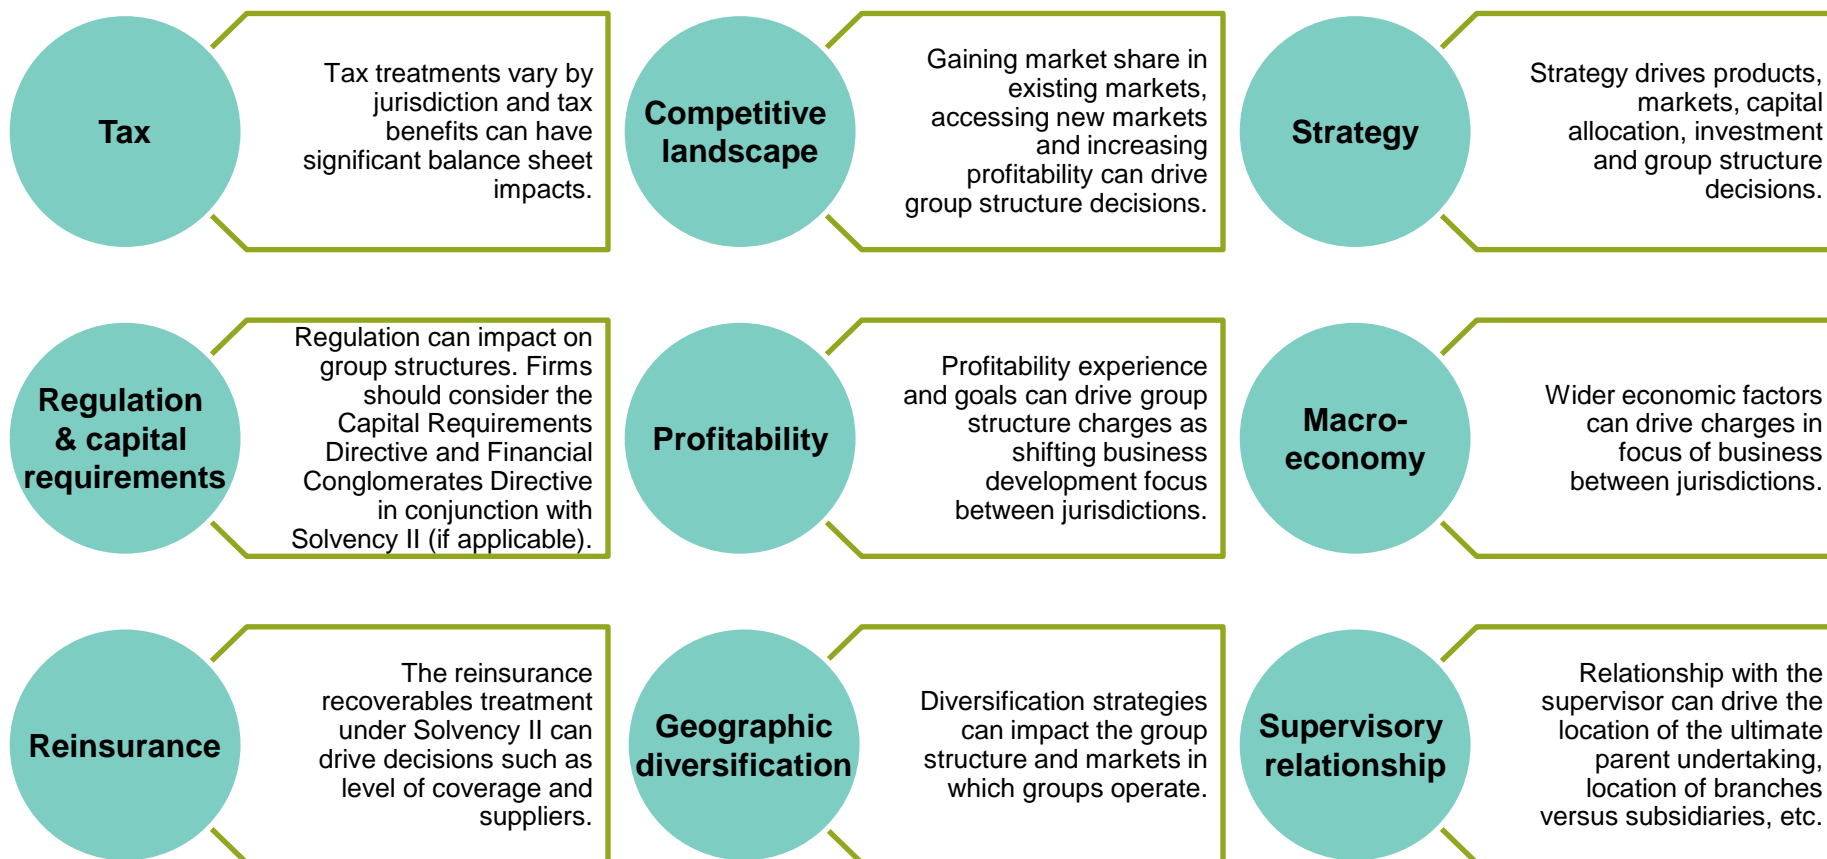 Tax
Tax treatments vary by
jurisdiction and tax
benefits can have
significant balance sheet
impacts.
Competitive
landscape
Gaining market share in
existing markets,
accessing new markets
and increasing
profitability can drive
group structure decisions.
Strategy
Strategy drives products,
markets, capital
allocation, investment
and group structure
decisions.
Regulation
& capital
requirements
Regulation can impact on
group structures. Firms
should consider the
Capital Requirements
Directive and Financial
Conglomerates Directive
in conjunction with
Solvency II (if applicable).
Profitability
Profitability experience
and goals can drive group
structure charges as
shifting business
development focus
between jurisdictions.
Macro-
economy
Wider economic factors
can drive charges in
focus of business
between jurisdictions.
Reinsurance
The reinsurance
recoverables treatment
under Solvency II can
drive decisions such as
level of coverage and
suppliers.
Geographic
diversification
Diversification strategies
can impact the group
structure and markets in
which groups operate.
Supervisory
relationship
Relationship with the
supervisor can drive the
location of the ultimate
parent undertaking,
location of branches
versus subsidiaries, etc.